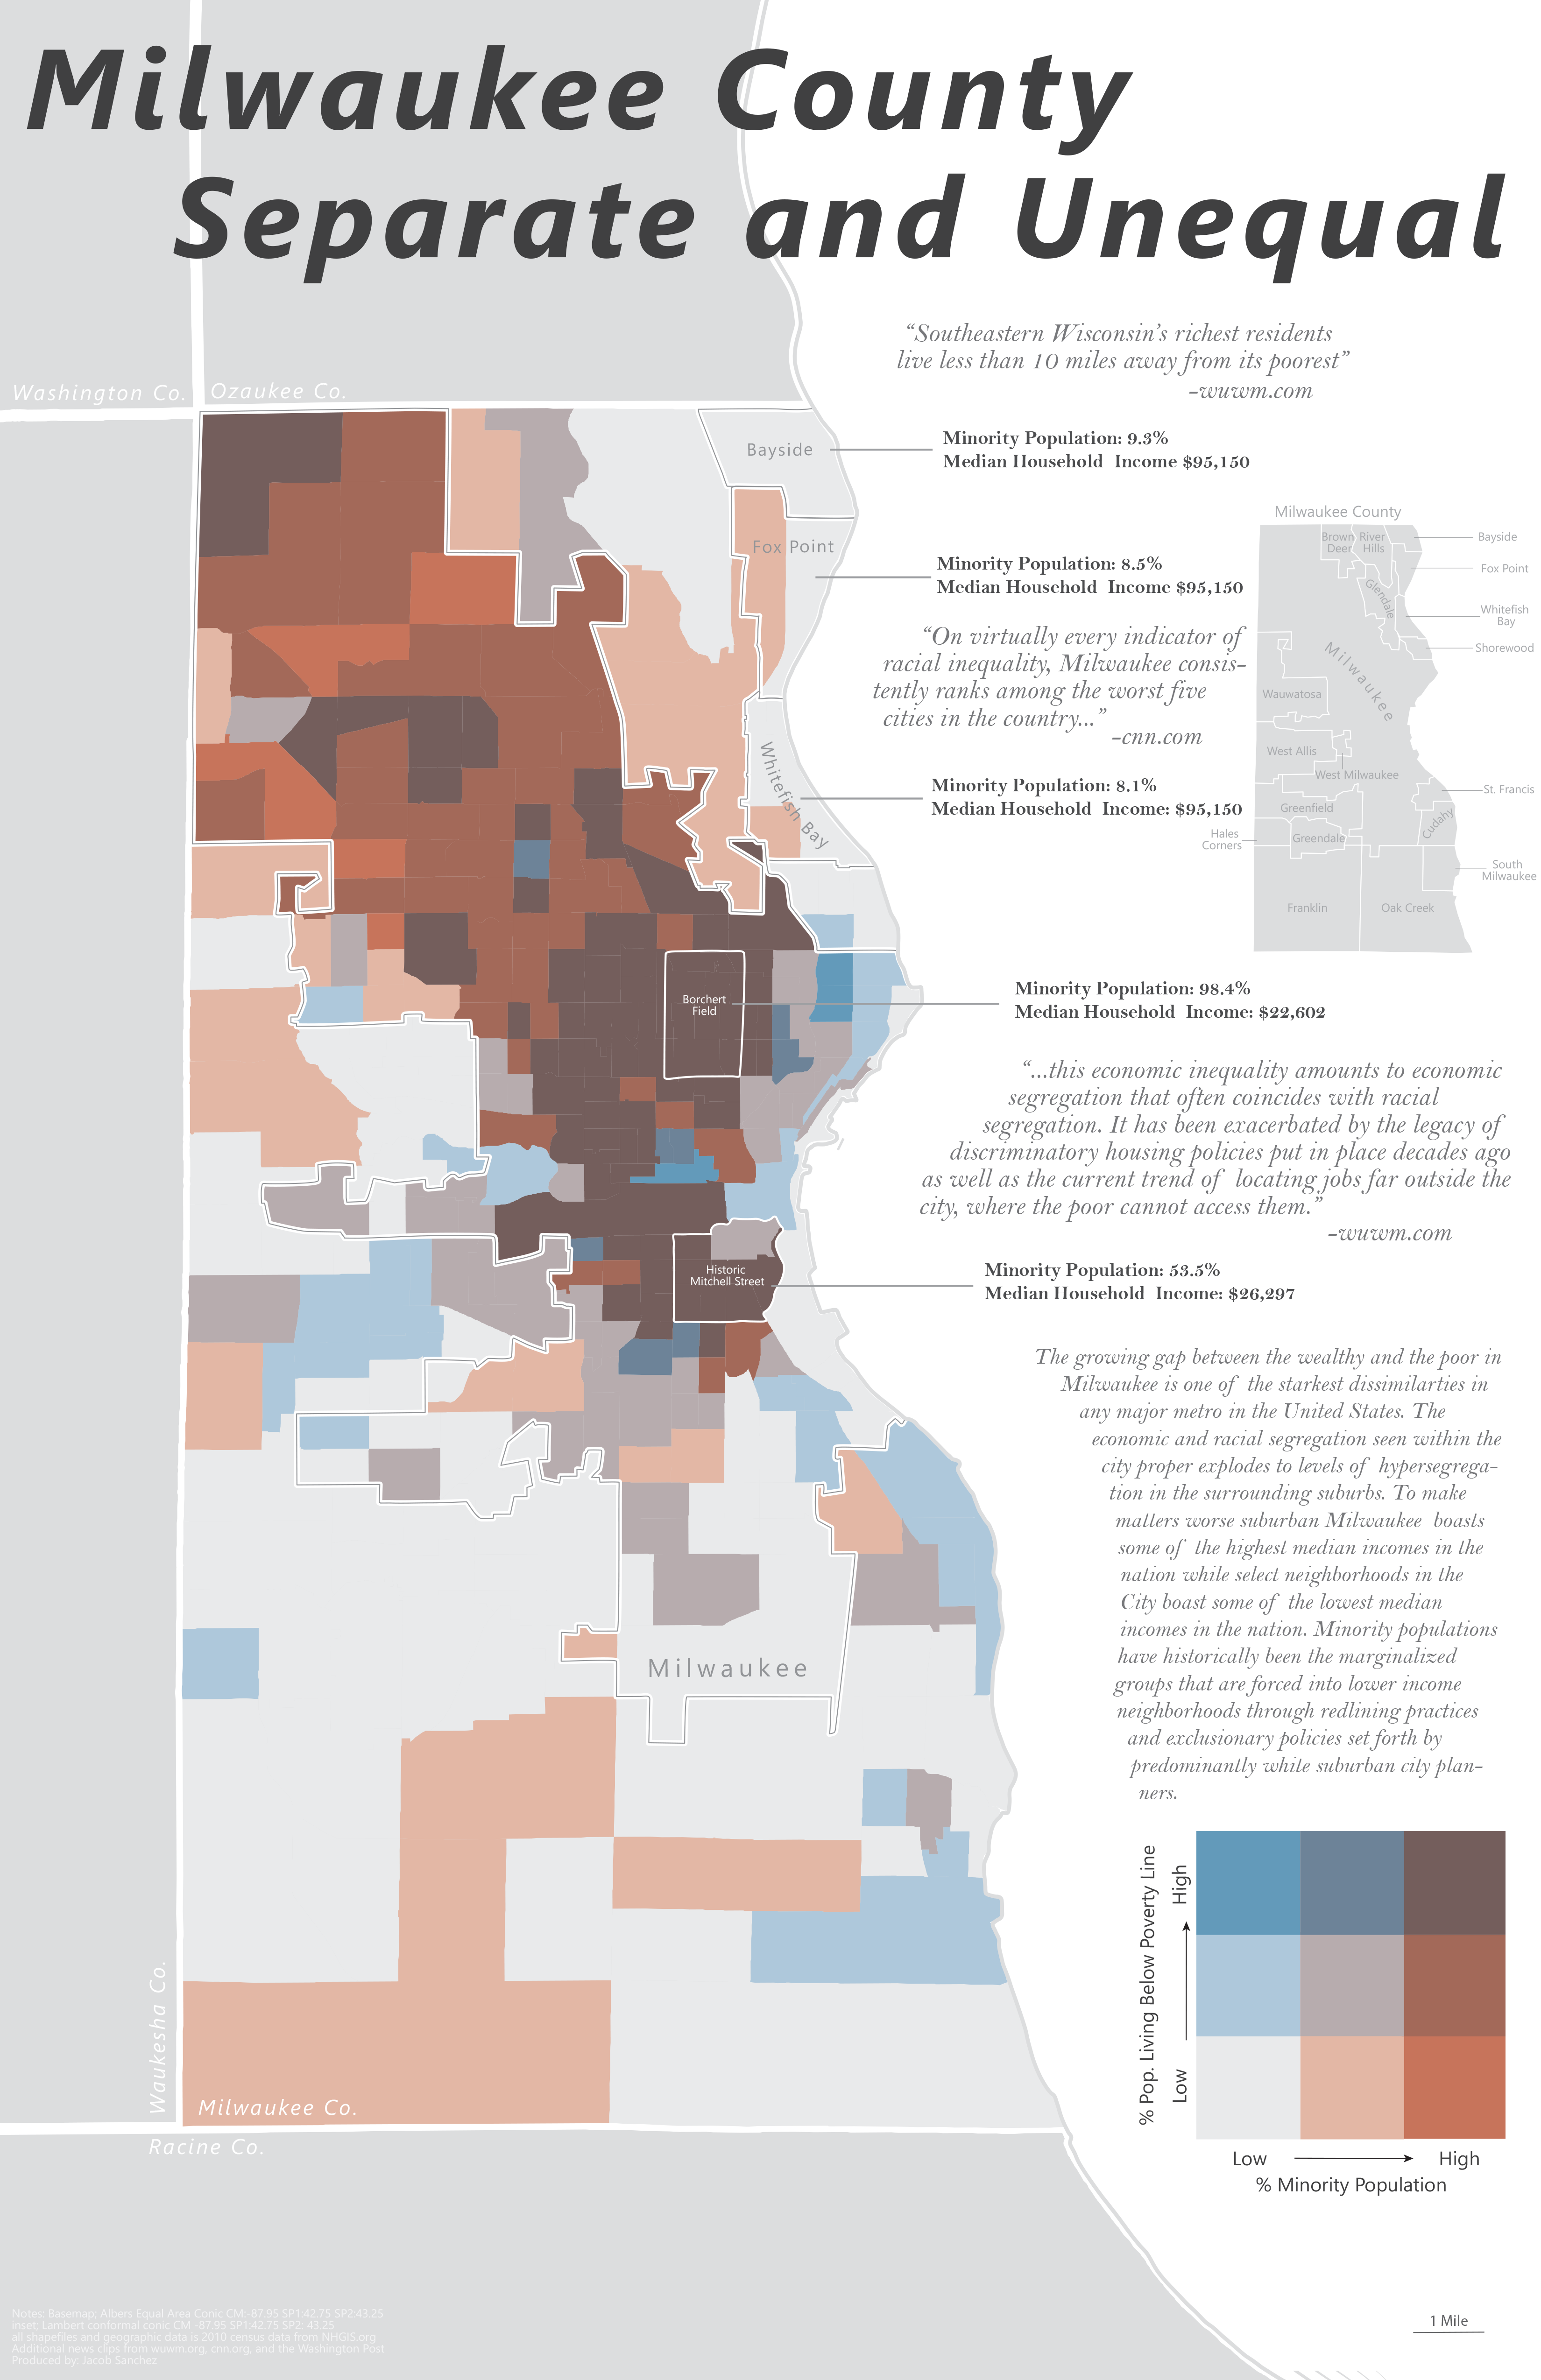 Milwaukee County
Separate and Unequal
“Southeastern Wisconsin’s richest residents
live less than 10 miles away from its poorest”
-wuwm.com
Washington Co.
Ozaukee Co.
Bayside
Minority Population: 9.3%
Median Household Income $95,150
Fox Point
Minority Population: 8.5%
Median Household Income $95,150
“On virtually every indicator of
racial inequality, Milwaukee consis-
tently ranks among the worst five
cities in the country...”
-cnn.com
Whitefish Bay
Minority Population: 8.1%
Median Household Income: $95,150
Milwaukee County
Brown
Deer
River
Hills
Bayside
Fox Point
Glendale
Whitefish
Bay
Shorewood
Milwaukee
Wauwatosa
West Allis
West Milwaukee
St. Francis
Greenfield
Cudahy
Hales
Corners
Greendale
South
Milwaukee
Franklin
Oak Creek
Borchert
Field
Minority Population: 98.4%
Median Household Income: $22,602
“...this economic inequality amounts to economic
segregation that often coincides with racial
segregation. It has been exacerbated by the legacy of
discriminatory housing policies put in place decades ago
as well as the current trend of locating jobs far outside the
city, where the poor cannot access them.”
-wuwm.com
Historic
Mitchell Street
Minority Population: 53.5%
Median Household Income: $26,297
The growing gap between the wealthy and the poor in
Milwaukee is one of the starkest dissimilarties in
any major metro in the United States. The
economic and racial segregation seen within the
city proper explodes to levels of hypersegrega-
tion in the surrounding suburbs. To make
matters worse suburban Milwaukee boasts
some of the highest median incomes in the
nation while select neighborhoods in the
City boast some of the lowest median
incomes in the nation. Minority populations
have historically been the marginalized
groups that are forced into lower income
neighborhoods through redlining practices
and exclusionary policies set forth by
predominantly white suburban city plan-
ners.
Milwaukee
Waukesha Co.
Milwaukee Co.
Racine Co.
% Pop. Living Below Poverty Line
High
Low
Low
High
% Minority Population
1 Mile
Notes: Basemap; Albers Equal Area Conic CM:-87.95 SP1:42.75 SP2:43.25
inset; Lambert conformal conic CM -87.95 SP1:42.75 SP2: 43.25
all shapefiles and geographic data is 2010 census data from NHGIS.org
Additional news clips from wuwm.org, cnn.org, and the Washington Post
Produced by: Jacob Sanchez